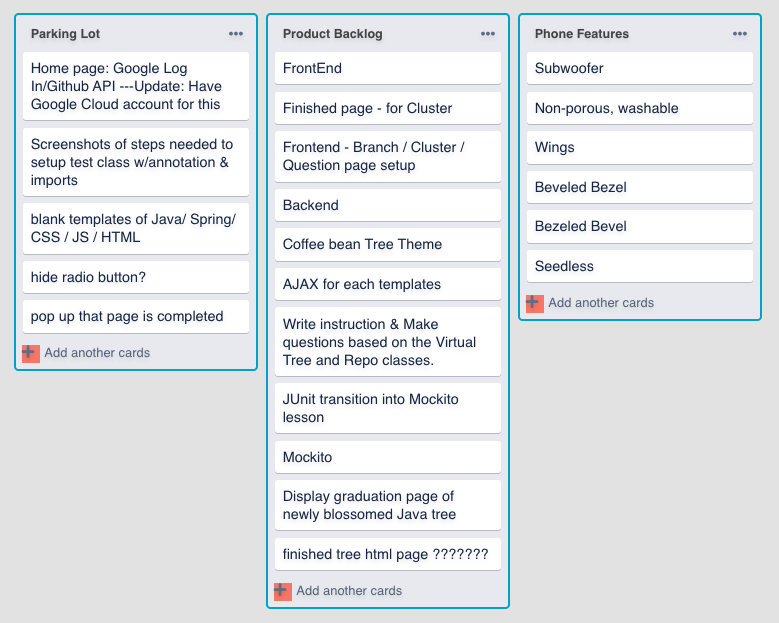 Parking Lot
Home page: Google Log
In/Github API ---Update: Have
Google Cloud account for this
Screenshots of steps needed to
setup test class w/annotation &
imports
blank templates of Java/ Spring/
CSS / JS / HTML
hide radio button?
pop up that page is completed
Add another cards
Product Backlog
FrontEnd
Finished page - for Cluster
Frontend - Branch / Cluster /
Question page setup
Backend
Coffee bean Tree Theme
AJAX for each templates
Write instruction & Make
questions based on the Virtual
Tree and Repo classes.
JUnit transition into Mockito
lesson
Mockito
Display graduation page of
newly blossomed Java tree
finished tree html page ???????
Add another cards
Phone Features
Subwoofer
Non-porous, washable
Wings
Beveled Bezel
Bezeled Bevel
Seedless
Add another cards